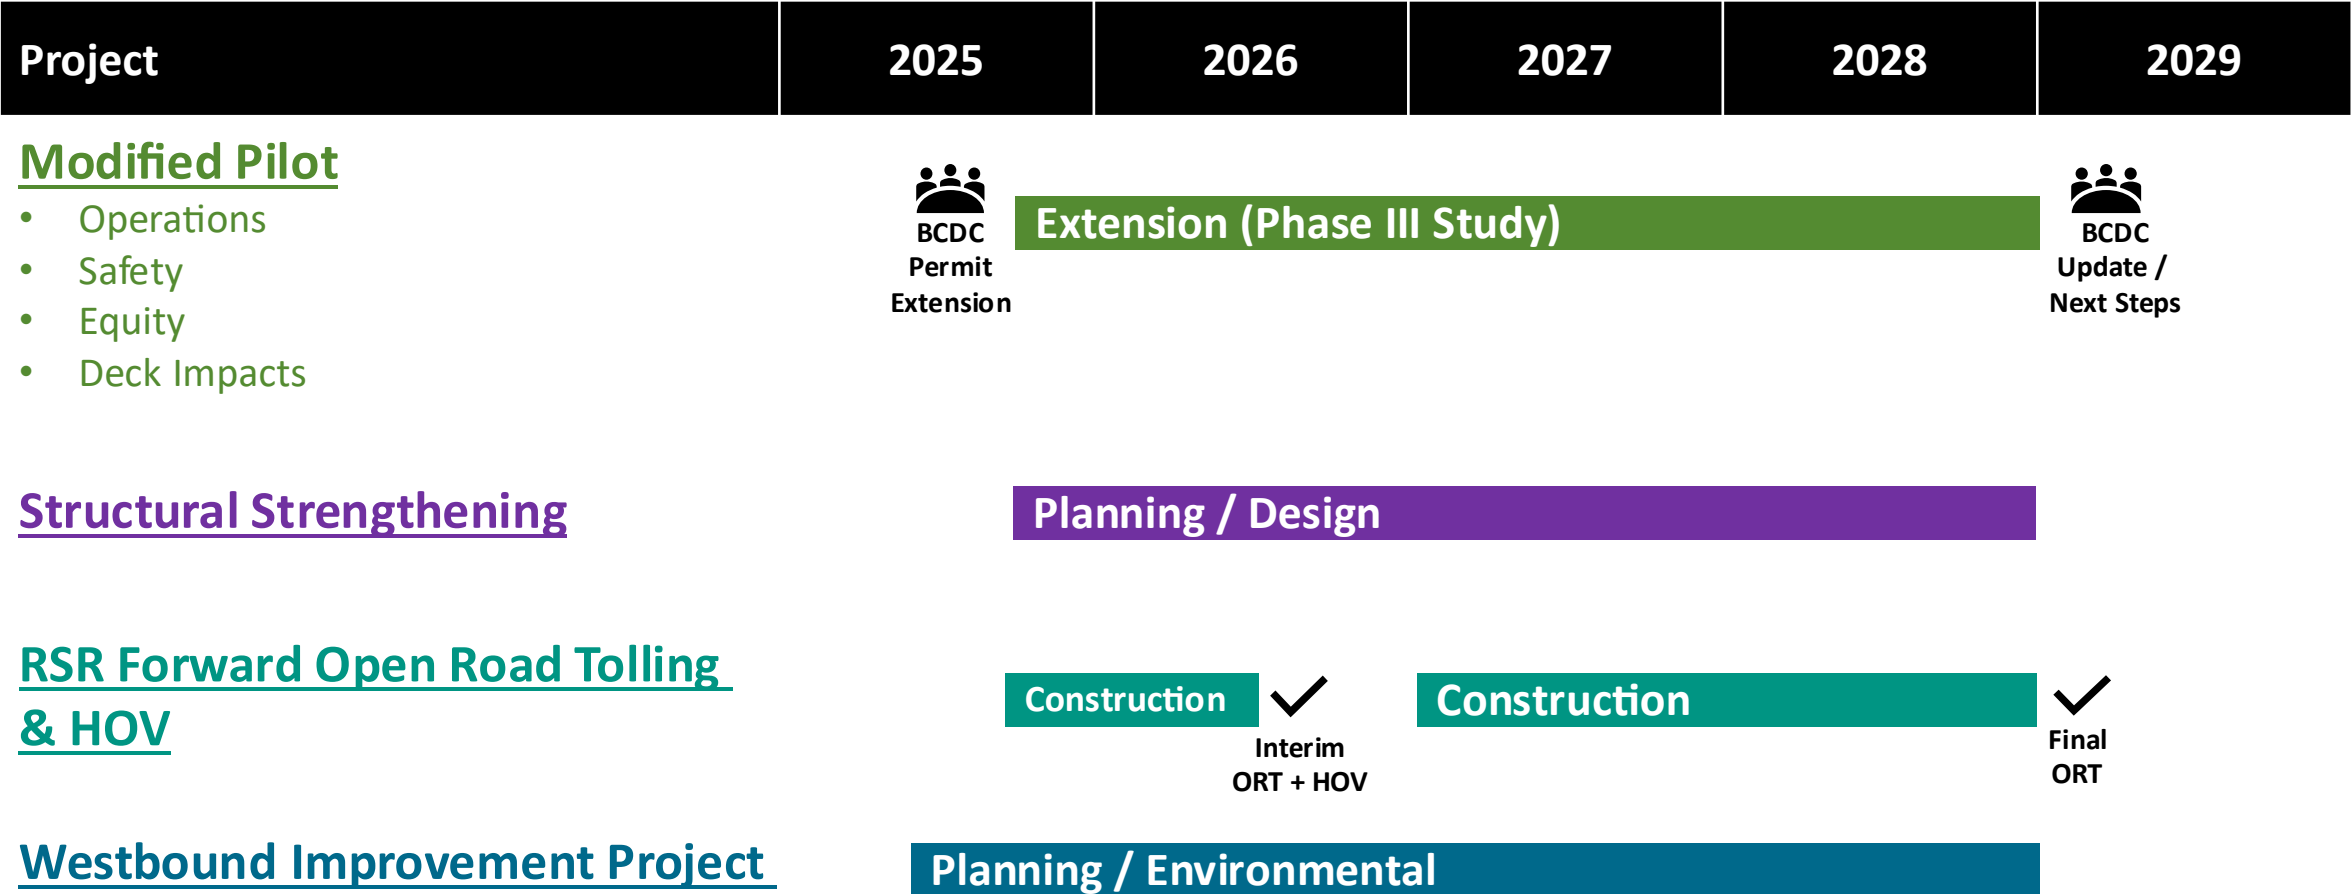 Project 2025 2026 2027 2028 2029
Modified Pilot
• Operations
• Safety
• Equity
• Deck Impacts
BCDC
Permit
Extension
Extension (Phase III Study)
BCDC
Update /
Next Steps
Structural Strengthening
Planning / Design
RSR Forward Open Road Tolling
& HOV
Construction
Interim
ORT + HOV
Construction
Final
ORT
Westbound Improvement Project
Planning / Environmental